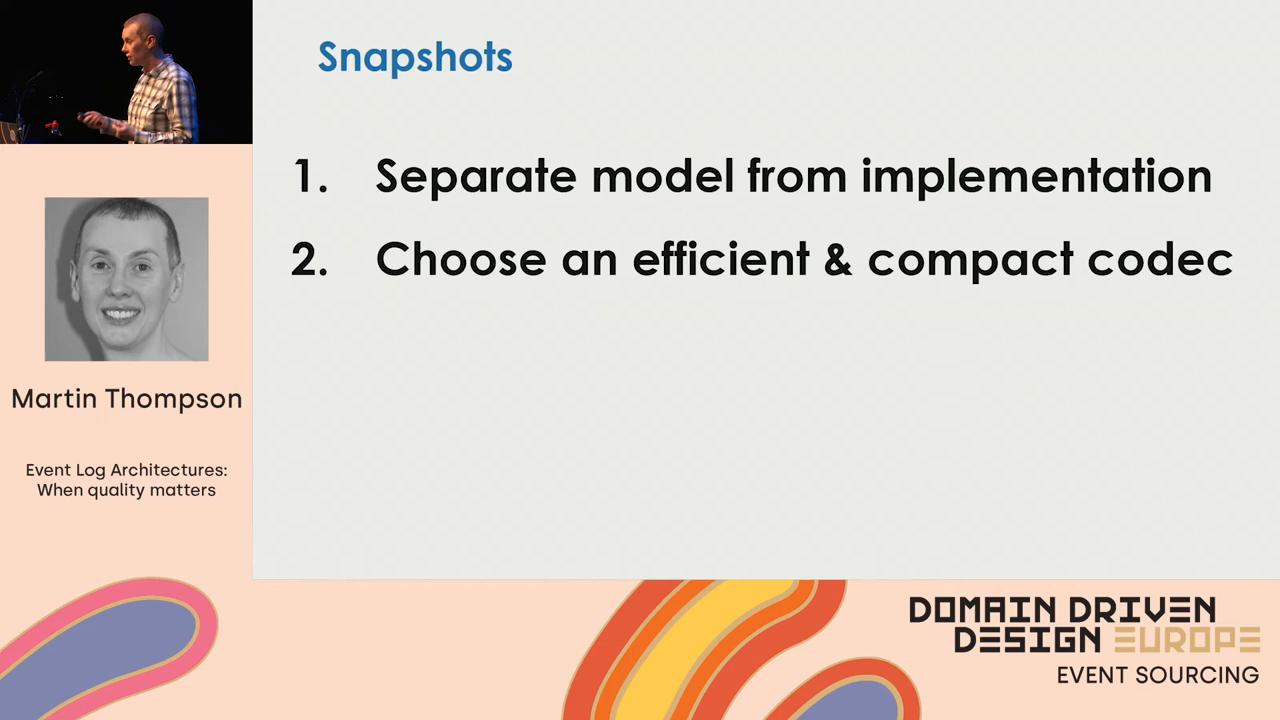 Snapshots
1. Separate model from implementation
2. Choose an efficient & compact codec
Martin Thompson
Event Log Architectures:
When quality matters
DOMAIN DRIVEN
DESIGN EUROPE
EVENT SOURCING